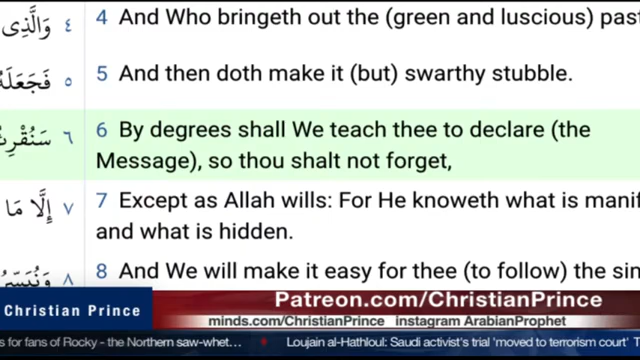 ٤ وَالَّذِي 4 And Who bringeth out the (green and luscious)
٥ 5 And then doth make it (but) swarthy stubble.
٦ 6 By degrees shall We teach thee to declare (the
Message), so thou shalt not forget,
٧ إِلَّا مَا 7 Except as Allah wills: For He knoweth what is
and what is hidden.
٨ 8 And We will make it easy for thee (to follow) the
Christian Prince
Patreon.com/ChristianPrince
minds.com/ChristianPrince instagram ArabianProphet
s for fans of Rocky - the Northern saw-whet... Loujain al-Hathloul: Saudi activist's trial 'moved to terrorism court'